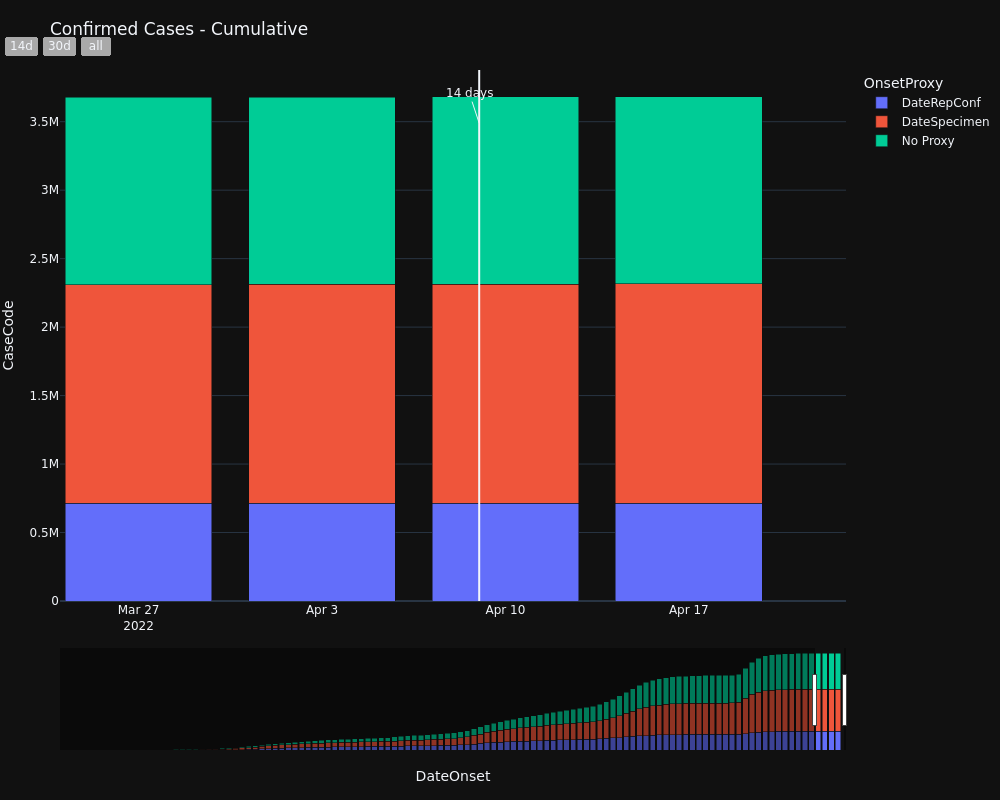 Confirmed Cases - Cumulative
14d
30d
all
14 days
OnsetProxy
DateRepConf
DateSpecimen
No Proxy
CaseCode
3.5M
3M
2.5M
2M
1.5M
1M
0.5M
0
Mar 27
2022
Apr 3
Apr 10
Apr 17
DateOnset